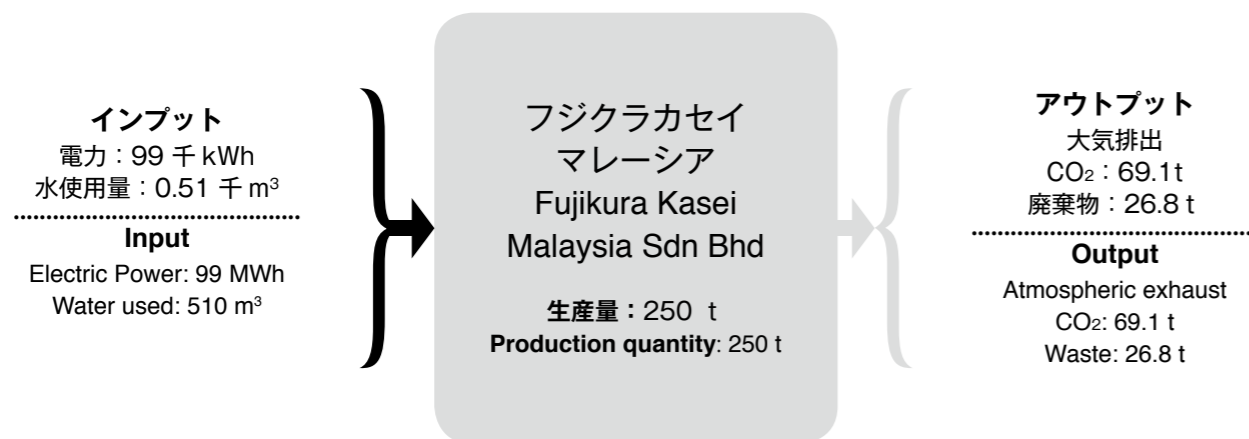 インプット
電力：99 千 kWh
水使用量：0.51 千 m³
Input
Electric Power: 99 MWh
Water used: 510 m³
フジクラカセイ
マレーシア
Fujikura Kasei
Malaysia Sdn Bhd
生産量：250 t
Production quantity: 250 t
アウトプット
大気排出
CO₂：69.1t
廃棄物：26.8 t
Output
Atmospheric exhaust
CO₂: 69.1 t
Waste: 26.8 t